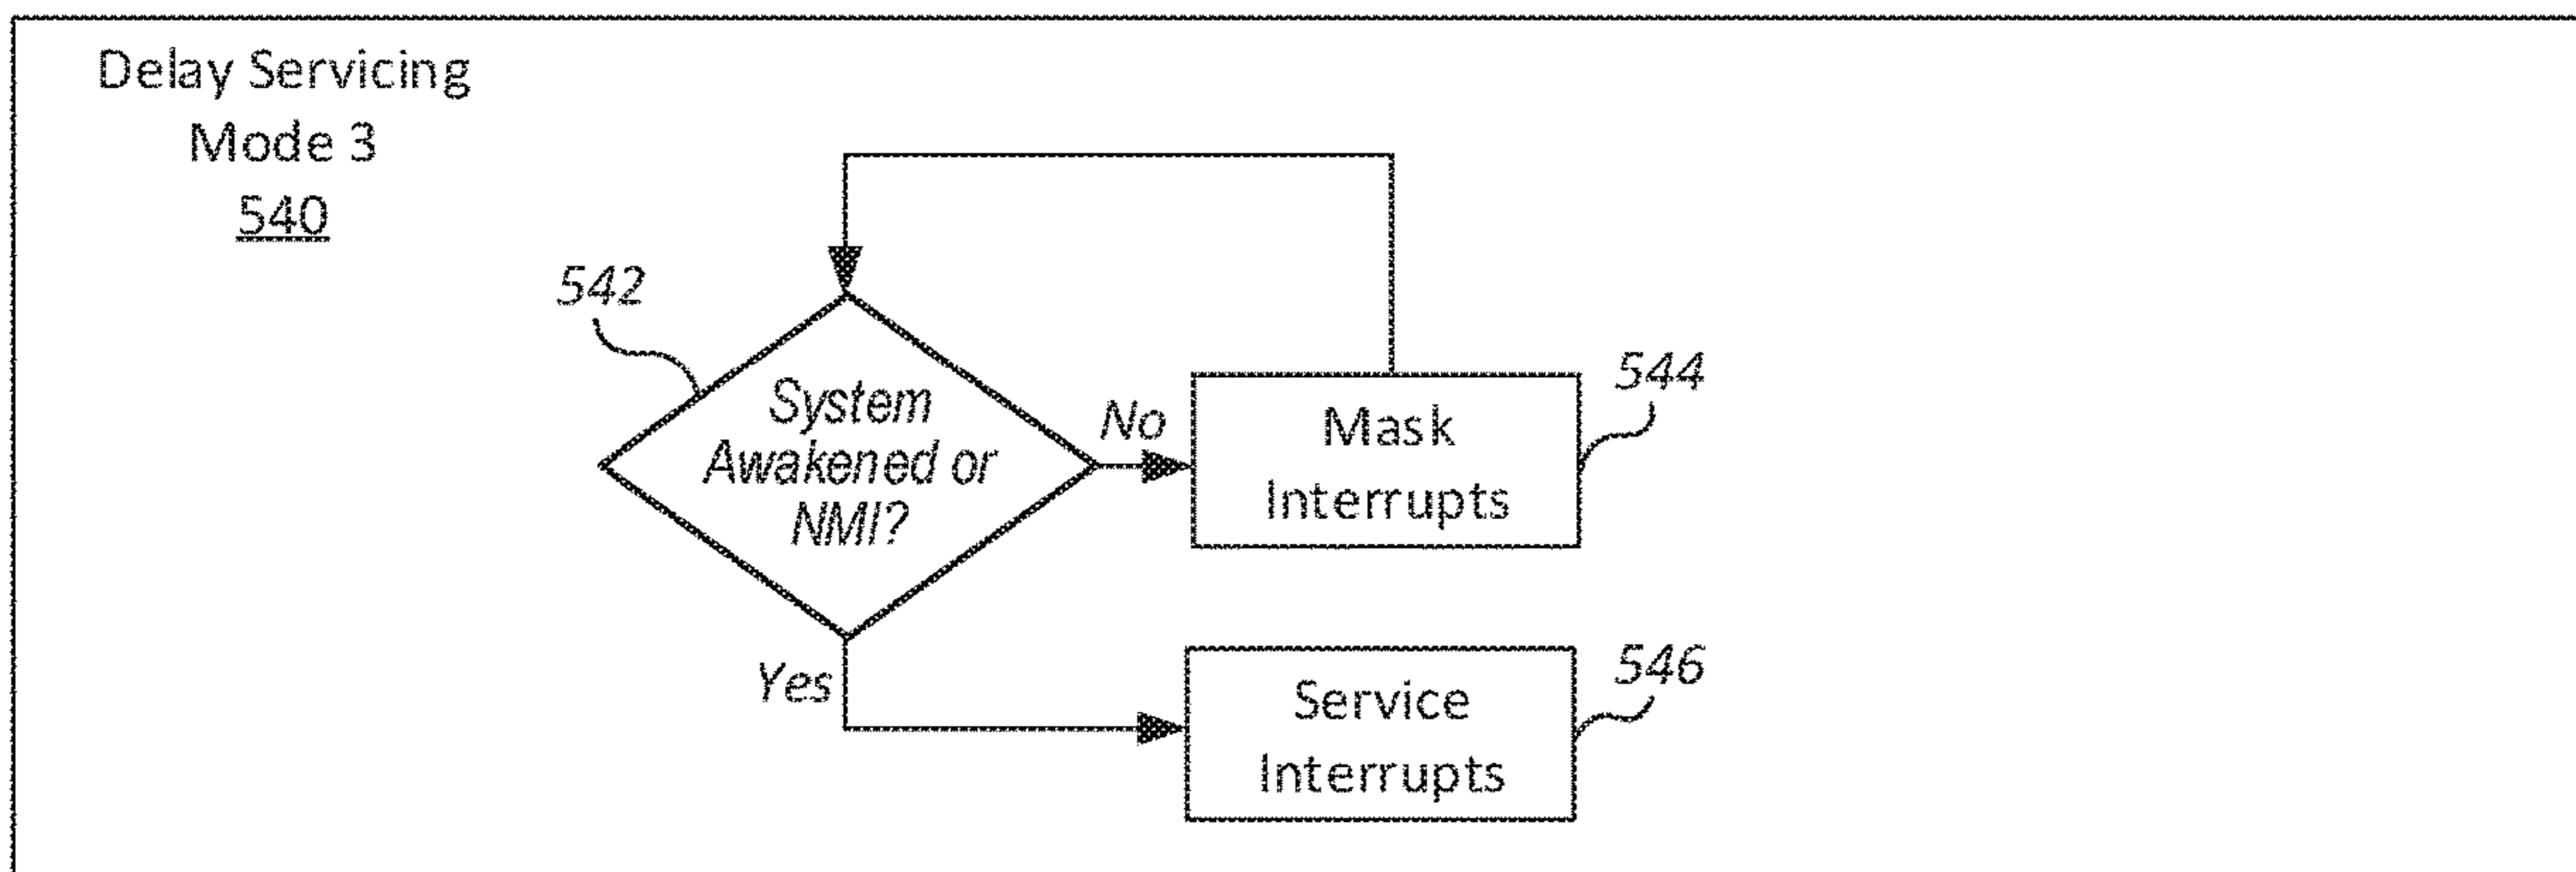 Delay Servicing
Mode 3
540
542
System
Awakened or
NMI?
No
Mask
Interrupts
544
Yes
Service
Interrupts
546